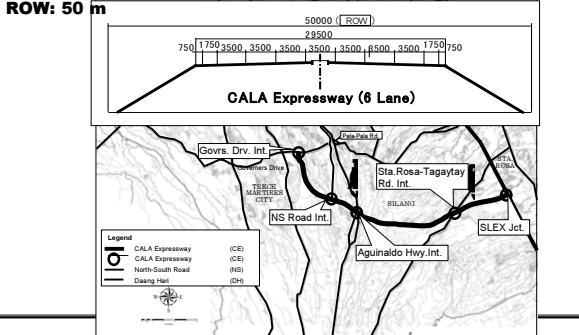 ROW: 50 m
50000 ( ROW )
29500
750 1750 3500 3500 3500 3500 3500 3500 1750 750
CALA Expressway (6 Lane)
Pala-Pala Rd.
Govrs. Drv. Int.
Governors Drive
TRECE
MARTIRES
CITY
NS Road Int.
Sta.Rosa-Tagaytay
Rd. Int.
STA.
ROSA
SILANG
SLEX Jct.
Aguinaldo Hwy.Int.
Legend
CALA Expressway (CE)
CALA Expressway (CE)
North-South Road (NS)
Daang Hari (DH)